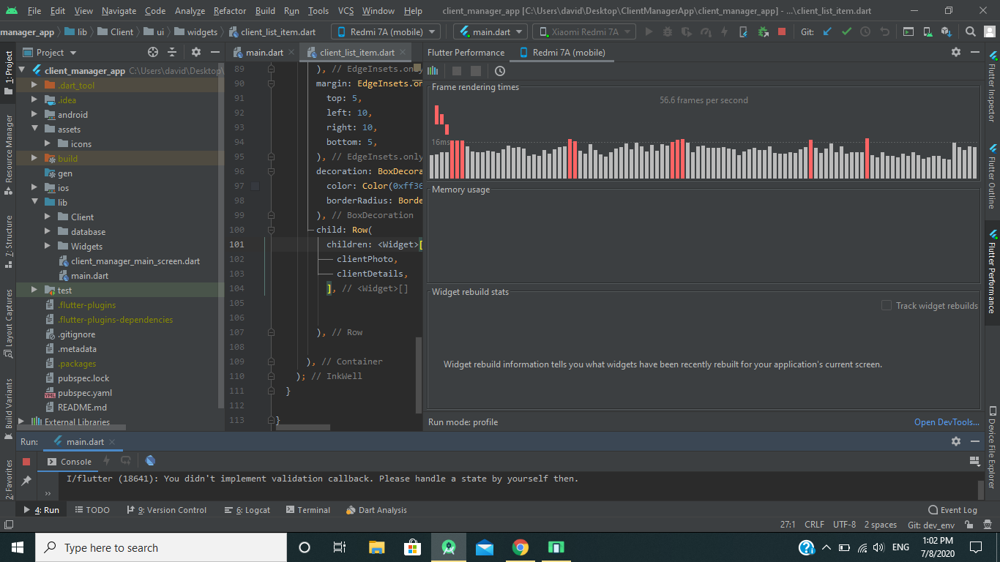 File Edit View Navigate Code Analyze Refactor Build Run Tools VCS Window Help client_manager_app [C:\Users\david\Desktop\ClientManagerApp\client_manager_app] - ...\client_list_item.dart
manager_app lib Client ui widgets client_list_item.dart Redmi 7A (mobile) main.dart Xiaomi Redmi 7A Git:
1: Project
Resource Manager
7: Structure
Layout Captures
Build Variants
2: Favorites
Project
client_manager_app C:\Users\david\Desktop\
.dart_tool
.idea
android
assets
icons
build
gen
ios
lib
Client
database
Widgets
client_manager_main_screen.dart
main.dart
test
.flutter-plugins
.flutter-plugins-dependencies
.gitignore
.metadata
.packages
pubspec.lock
pubspec.yaml
README.md
External Libraries
main.dart client_list_item.dart
89 ), // EdgeInsets.only
90 margin: EdgeInsets.on
91 top: 5,
92 left: 10,
93 right: 10,
94 bottom: 5,
95 ), // EdgeInsets.only
96 decoration: BoxDecora
97 color: Color(0xff36
98 borderRadius: Borde
99 ), // BoxDecoration
100 child: Row(
101 children: <Widget>[
102 clientPhoto,
103 clientDetails,
104 ], // <Widget>[]
105
106
107 ), // Row
108
109 ), // Container
110 ); // InkWell
111 }
112
113 }
Flutter Performance Redmi 7A (mobile)
Frame rendering times
56.6 frames per second
16ms
Memory usage
Widget rebuild stats
Track widget rebuilds
Widget rebuild information tells you what widgets have been recently rebuilt for your application's current screen.
Run mode: profile Open DevTools...
Flutter Inspector
Flutter Outline
Flutter Performance
Device File Explorer
Run: main.dart
Console
I/flutter (18641): You didn't implement validation callback. Please handle a state by yourself then.
4: Run TODO 9: Version Control 6: Logcat Terminal Dart Analysis Event Log
27:1 CRLF UTF-8 2 spaces Git: dev_env
Type here to search
ENG
1:02 PM
7/8/2020